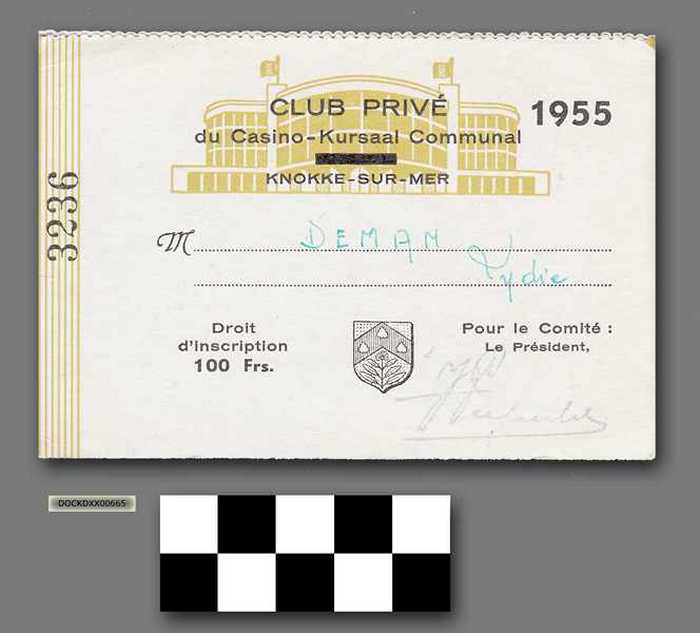 CLUB PRIVÉ
1955
du Casino-Kursaal Communal
KNOKKE-SUR-MER
3236
M DEMAN
Lydie
Droit
d'inscription
100 Frs.
Pour le Comité :
Le Président,
DOCKDXX00665